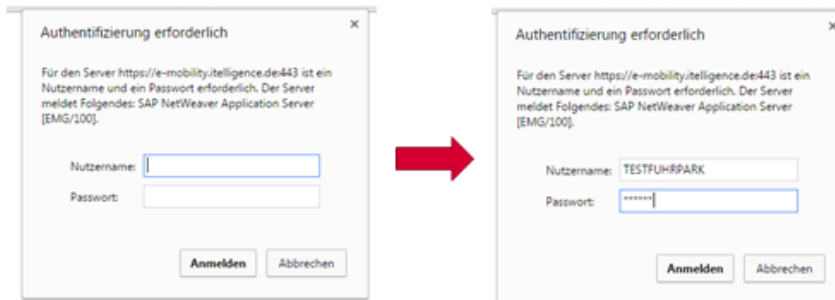 Authentifizierung erforderlich
Für den Server https://e-mobility.itelligence.de:443 ist ein
Nutzername und ein Passwort erforderlich. Der Server
meldet Folgendes: SAP NetWeaver Application Server
[EMG/100].
Nutzername:
Passwort:
Anmelden Abbrechen
Authentifizierung erforderlich
Für den Server https://e-mobility.itelligence.de:443 ist ein
Nutzername und ein Passwort erforderlich. Der Server
meldet Folgendes: SAP NetWeaver Application Server
[EMG/100].
Nutzername: TESTFUHRPARK
Passwort: ******
Anmelden Abbrechen